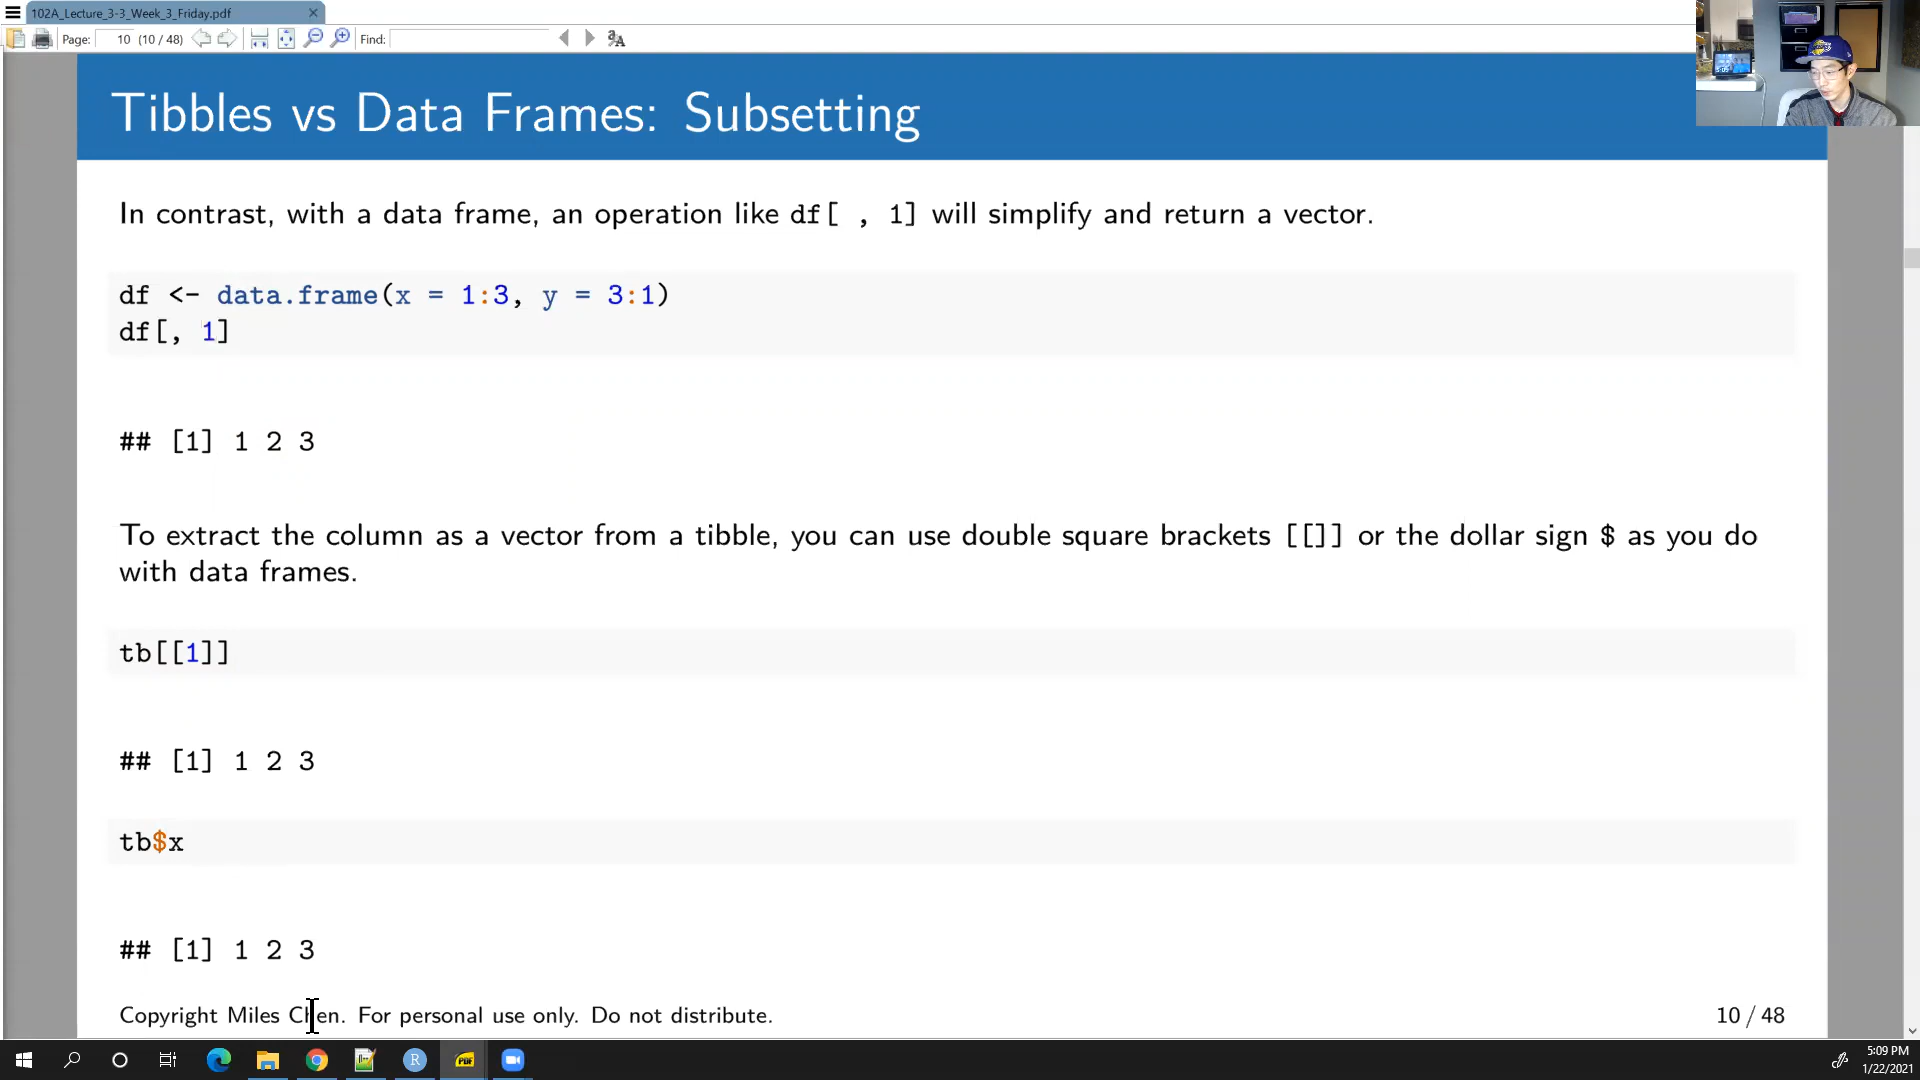 102A_Lecture_3-3_Week_3_Friday.pdf
Page: 10 (10 / 48) Find:
Tibbles vs Data Frames: Subsetting
In contrast, with a data frame, an operation like df[ , 1] will simplify and return a vector.
df <- data.frame(x = 1:3, y = 3:1)
df[, 1]
## [1] 1 2 3
To extract the column as a vector from a tibble, you can use double square brackets [[]] or the dollar sign $ as you do
with data frames.
tb[[1]]
## [1] 1 2 3
tb$x
## [1] 1 2 3
Copyright Miles Chen. For personal use only. Do not distribute.
10 / 48
5:09 PM
1/22/2021